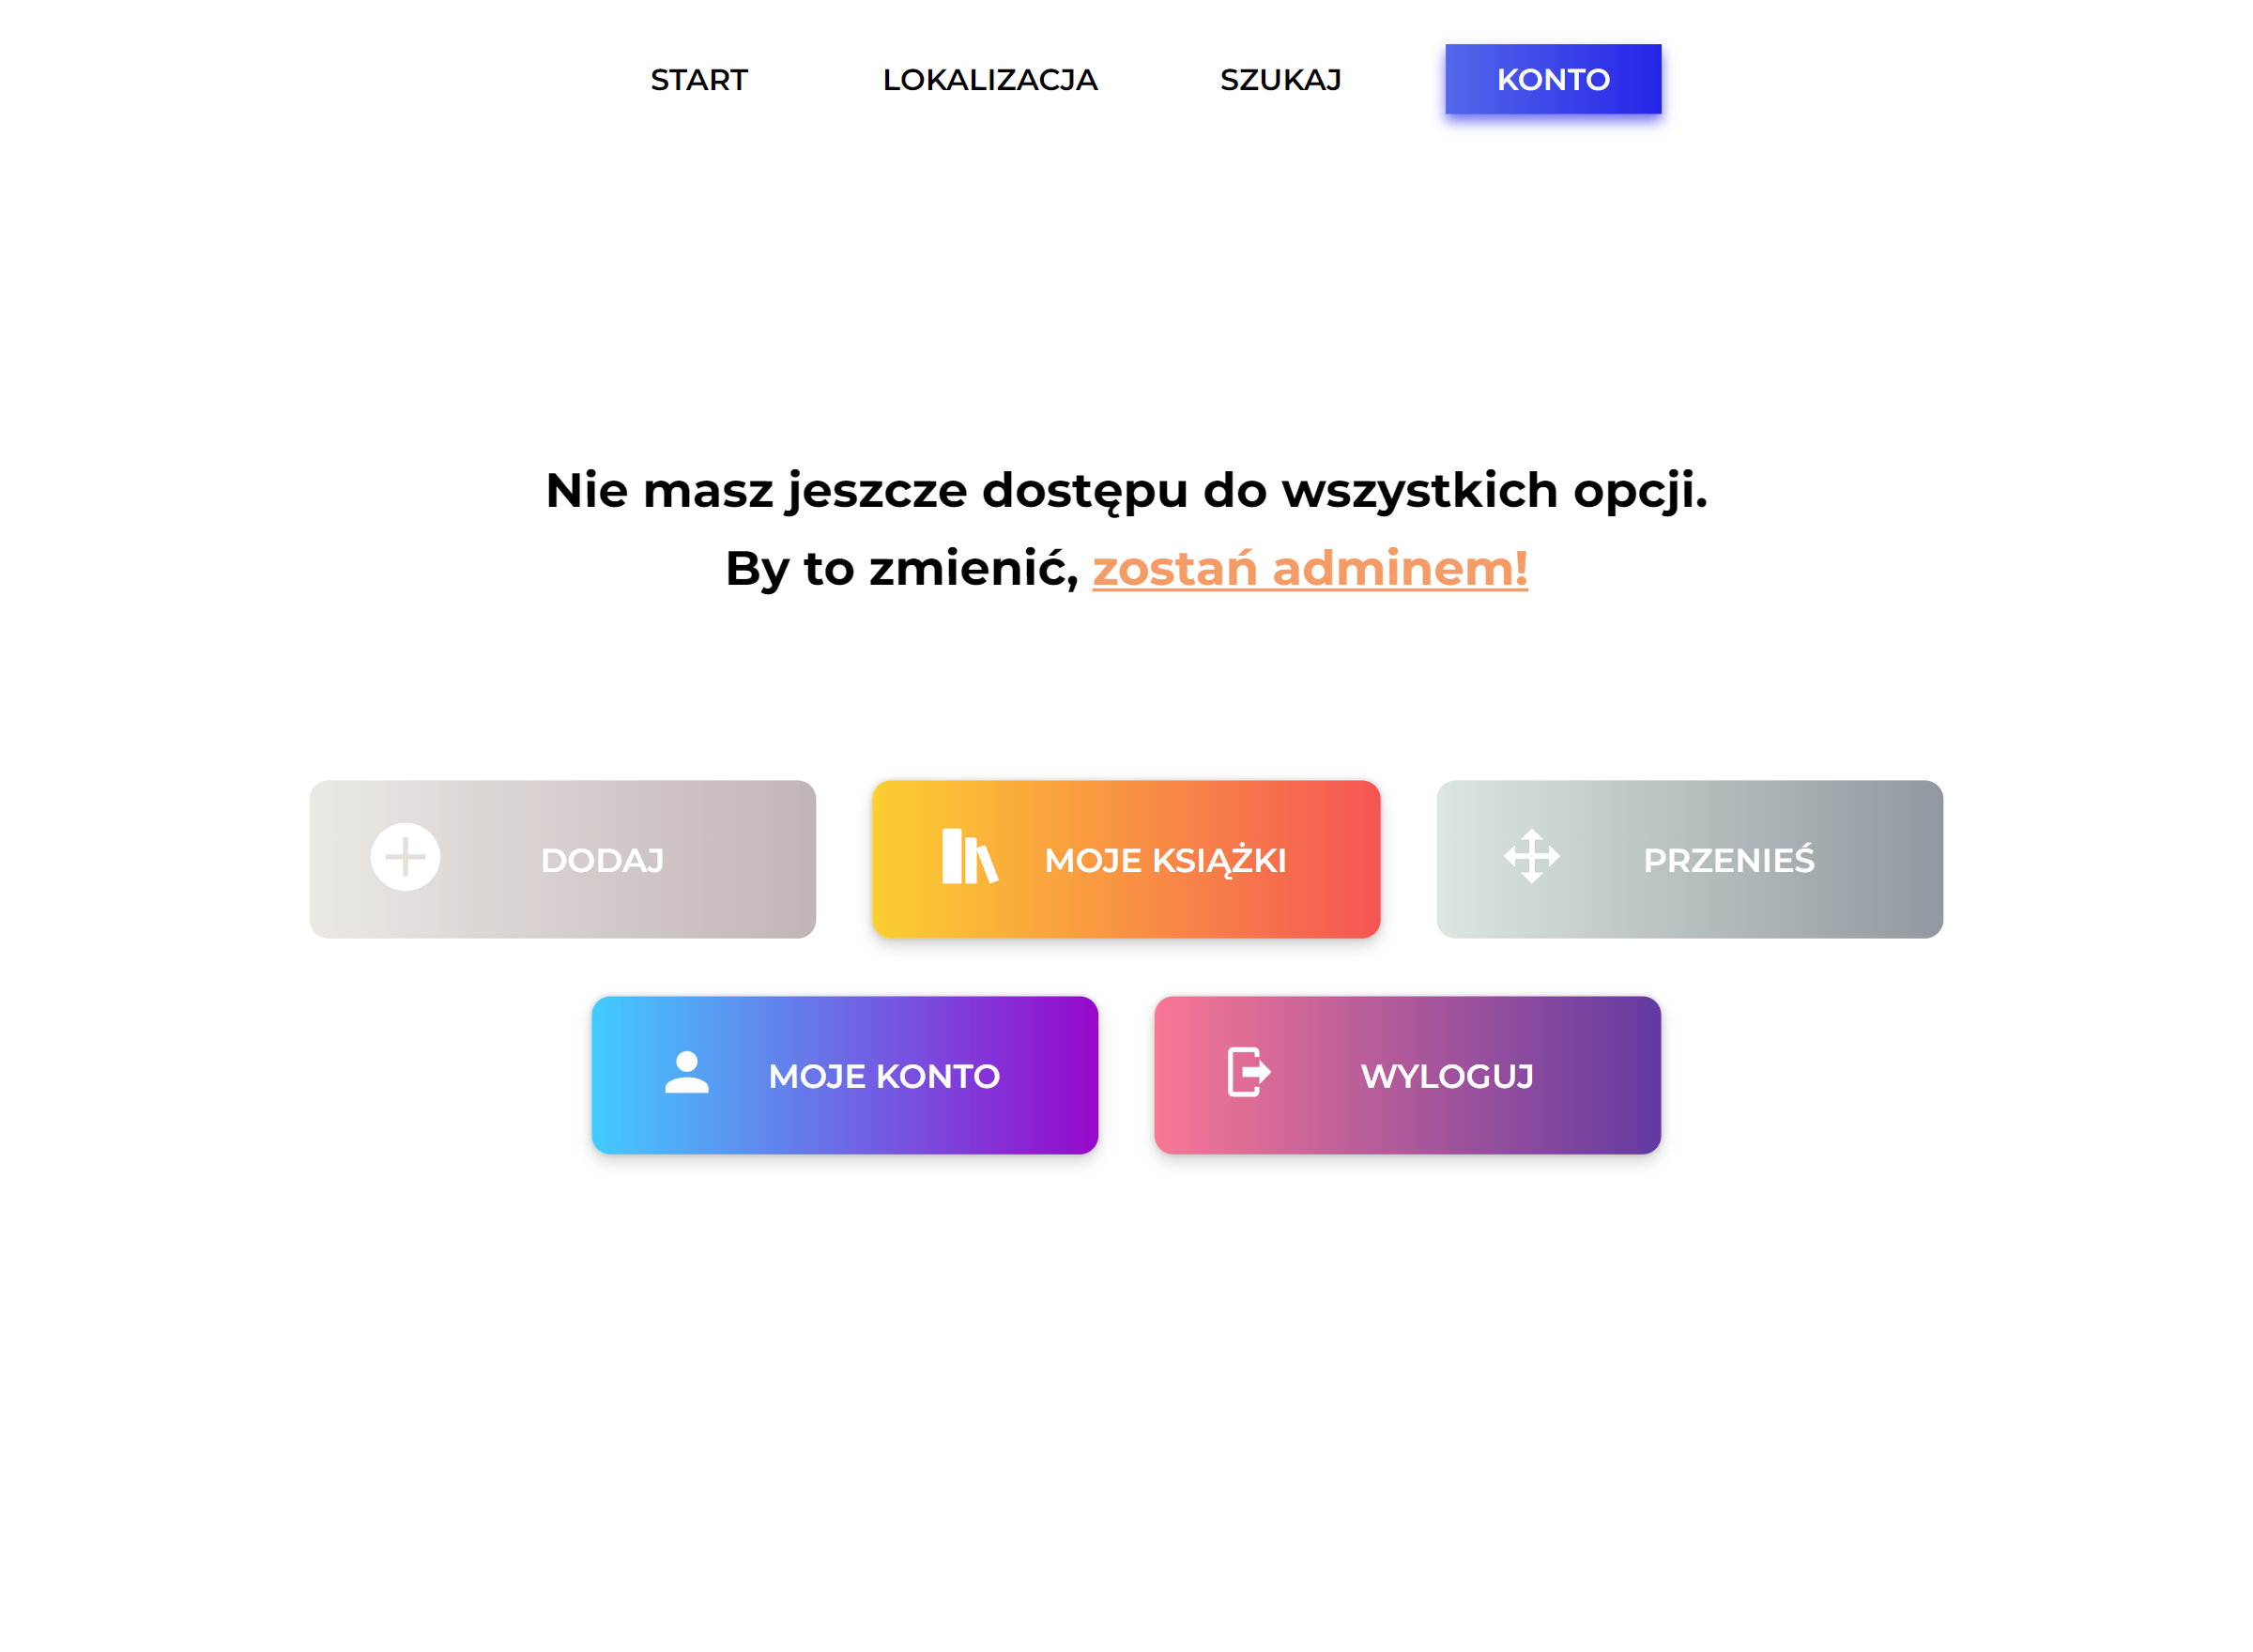 START LOKALIZACJA SZUKAJ KONTO
Nie masz jeszcze dostępu do wszystkich opcji.
By to zmienić, zostań adminem!
DODAJ MOJE KSIĄŻKI PRZENIEŚ
MOJE KONTO WYLOGUJ